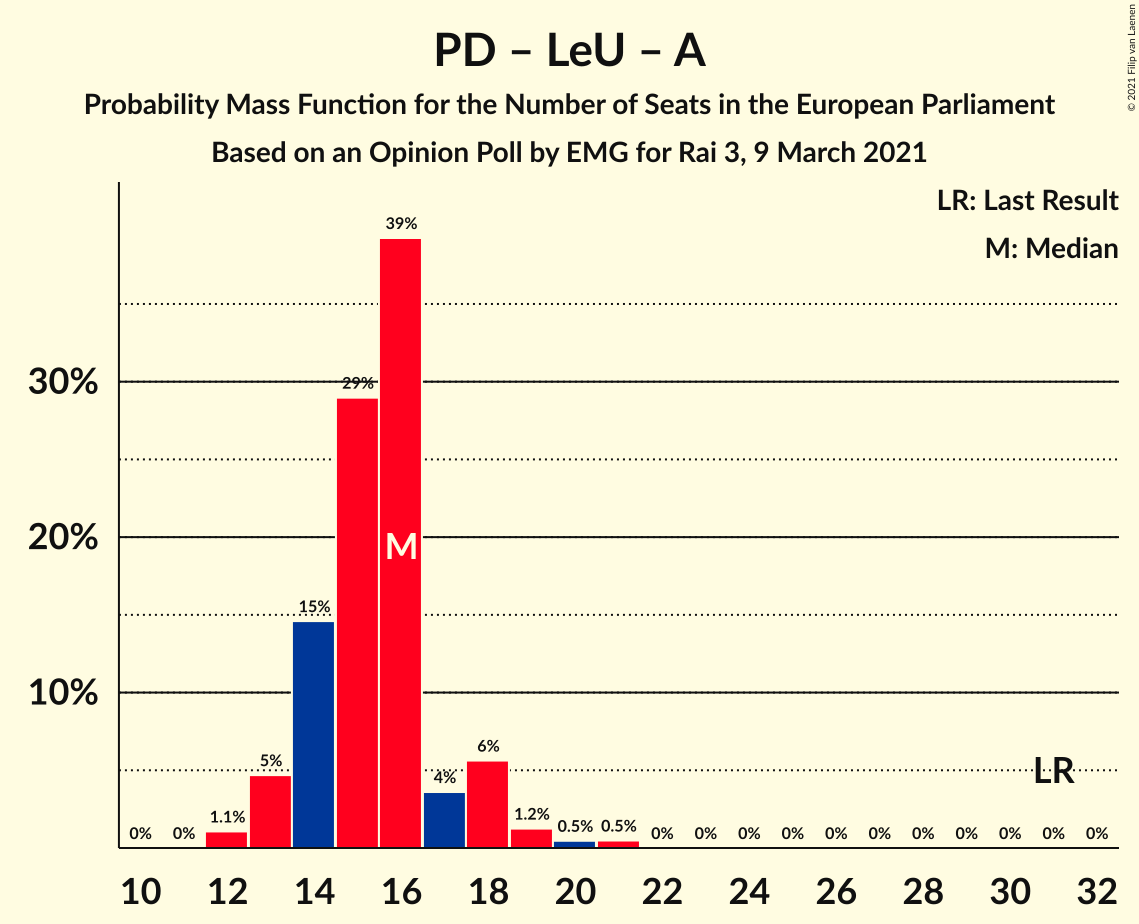 PD – LeU – A
Probability Mass Function for the Number of Seats in the European Parliament
Based on an Opinion Poll by EMG for Rai 3, 9 March 2021
© 2021 Filip van Laenen
LR: Last Result
M: Median
39%
30%
29%
20%
M
15%
10%
5%
6%
4%
LR
0% 0% 1.1% 1.2% 0.5% 0.5% 0% 0% 0% 0% 0% 0% 0% 0% 0% 0% 0%
10 12 14 16 18 20 22 24 26 28 30 32